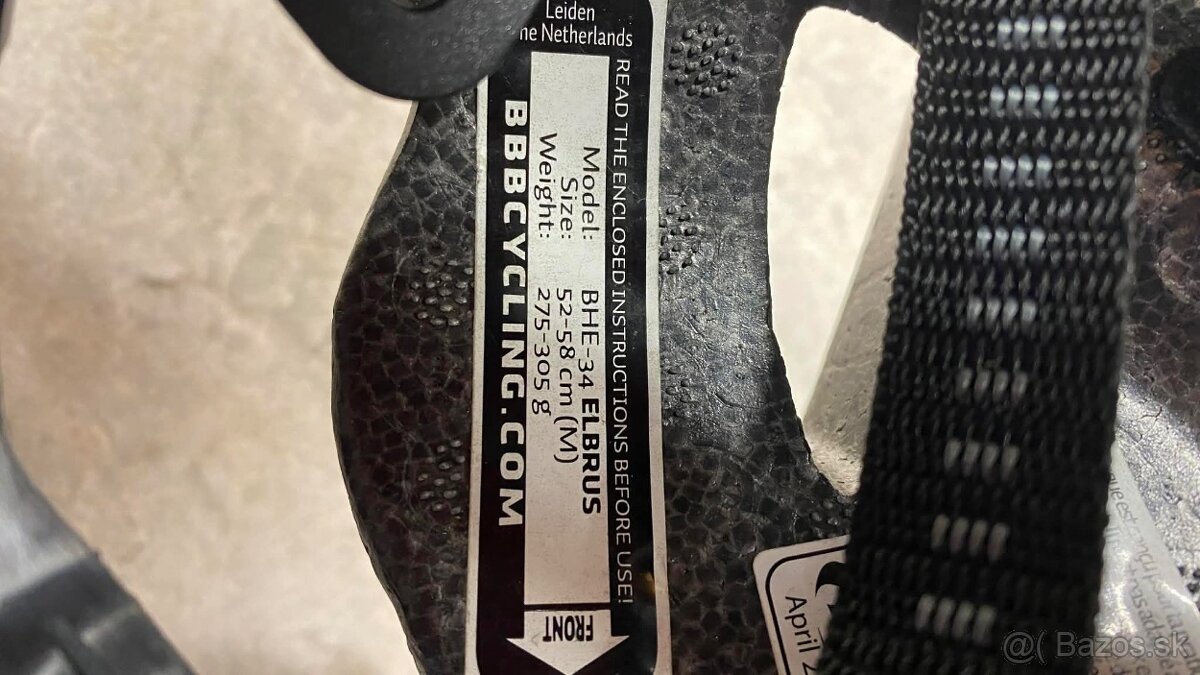 Leiden
Netherlands
READ THE ENCLOSED INSTRUCTIONS BEFORE USE!
Model: BHE-34 ELBRUS
Size: 52-58 cm (M)
Weight: 275-305 g
BBBCYCLING.COM
FRONT
April
Bazos.sk